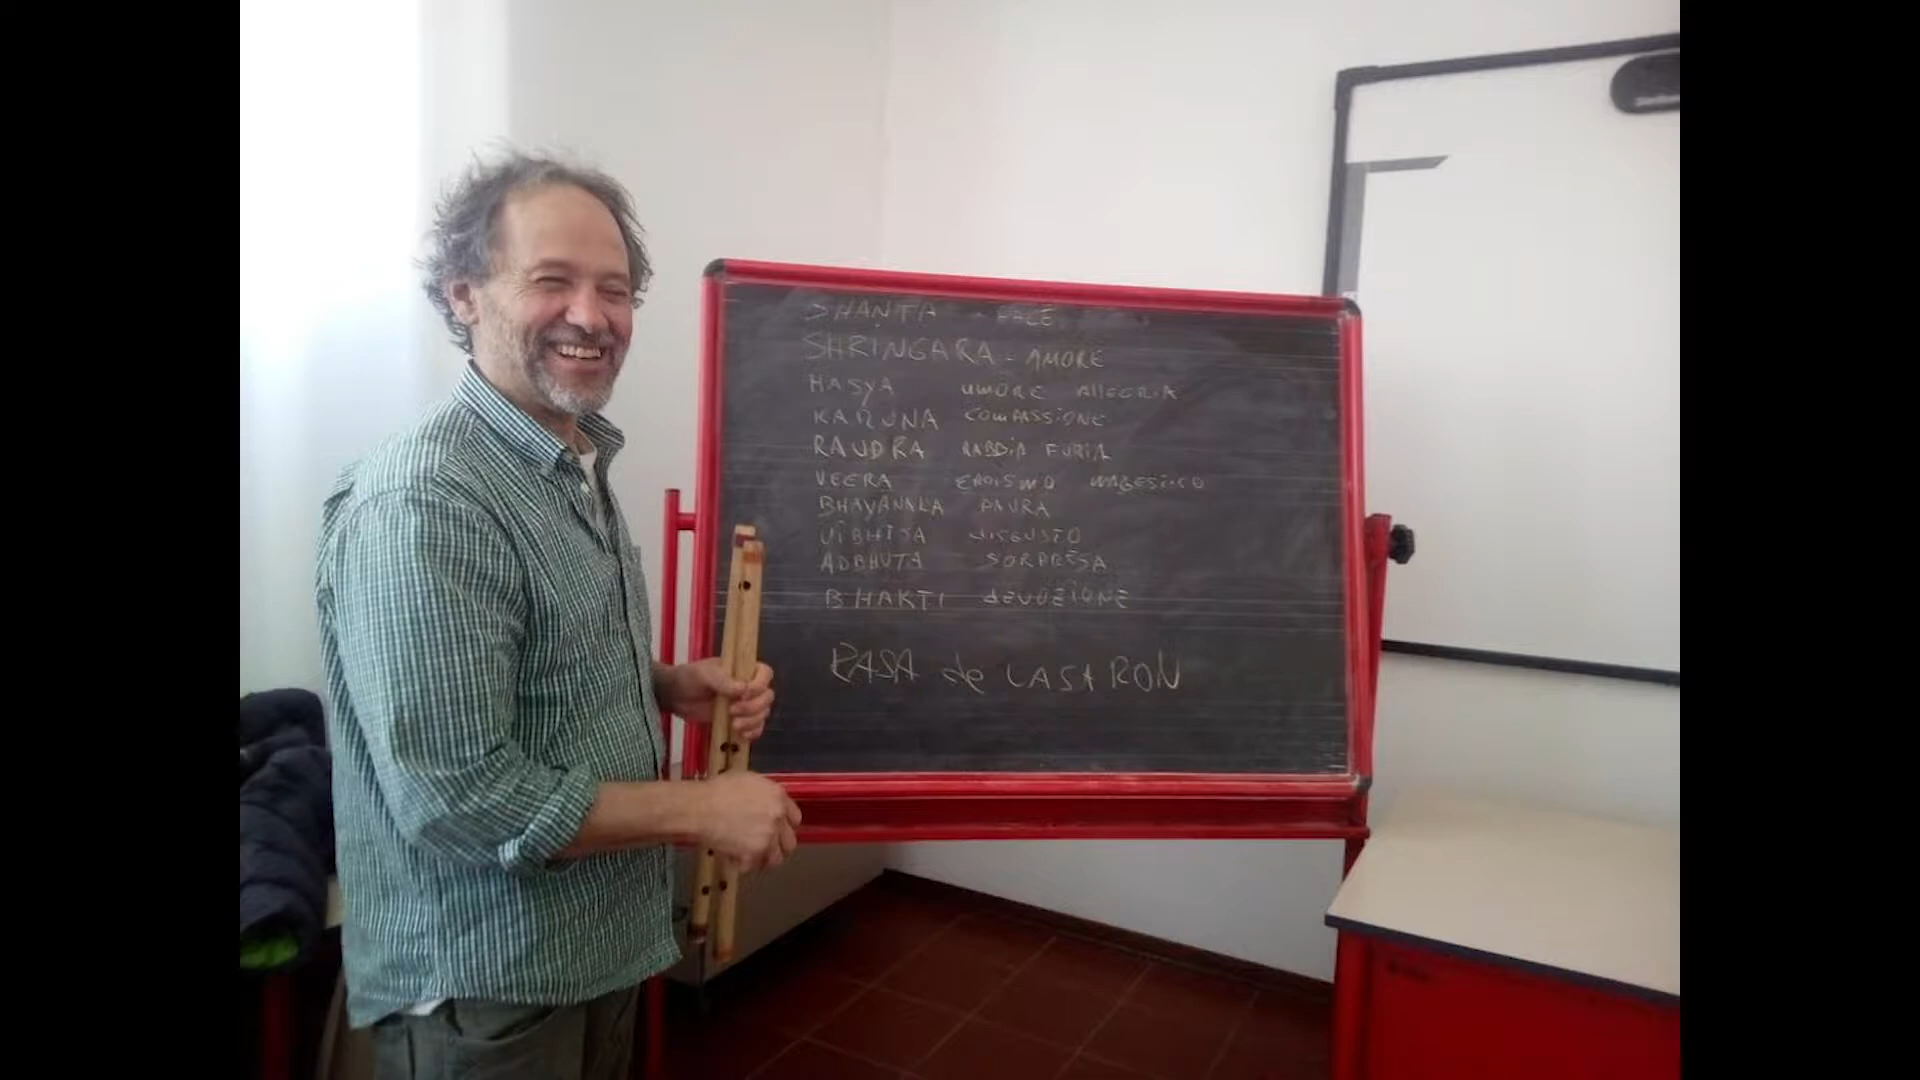 SHANTA - PACE
SHRINGARA - AMORE
HASYA UMORE AllEGRIA
KARUNA COMPASSIONE
RAUDRA RABBIA FURIA
VEERA EROISMO
BHAYANAKA PAURA
VIBHTSA DISGUSTO
ADBHUTA SORPRESA
BHAKTI dEVOZIONE
RASA de LASARON